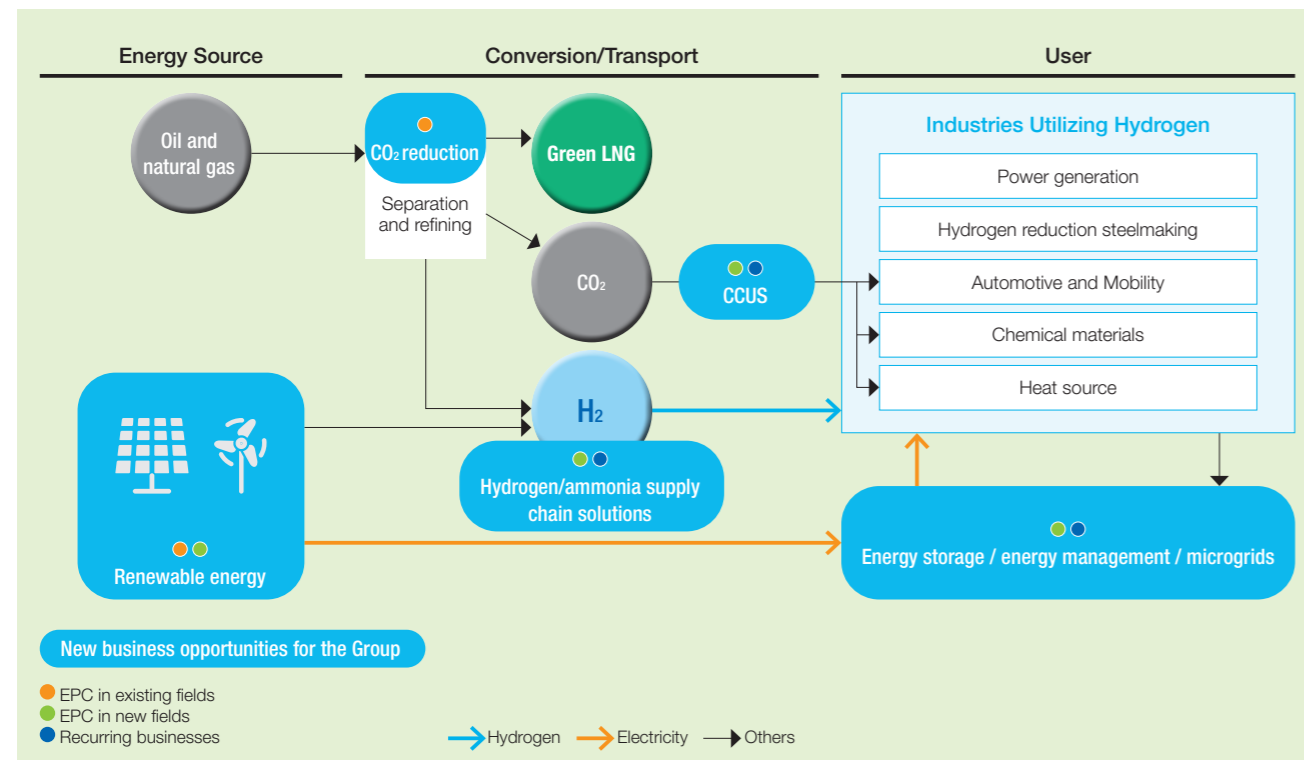 Energy Source
Conversion/Transport
User
Oil and
natural gas
CO₂ reduction
Separation
and refining
Green LNG
CO₂
CCUS
H₂
Hydrogen/ammonia supply
chain solutions
Renewable energy
Industries Utilizing Hydrogen
Power generation
Hydrogen reduction steelmaking
Automotive and Mobility
Chemical materials
Heat source
Energy storage / energy management / microgrids
New business opportunities for the Group
EPC in existing fields
EPC in new fields
Recurring businesses
Hydrogen
Electricity
Others